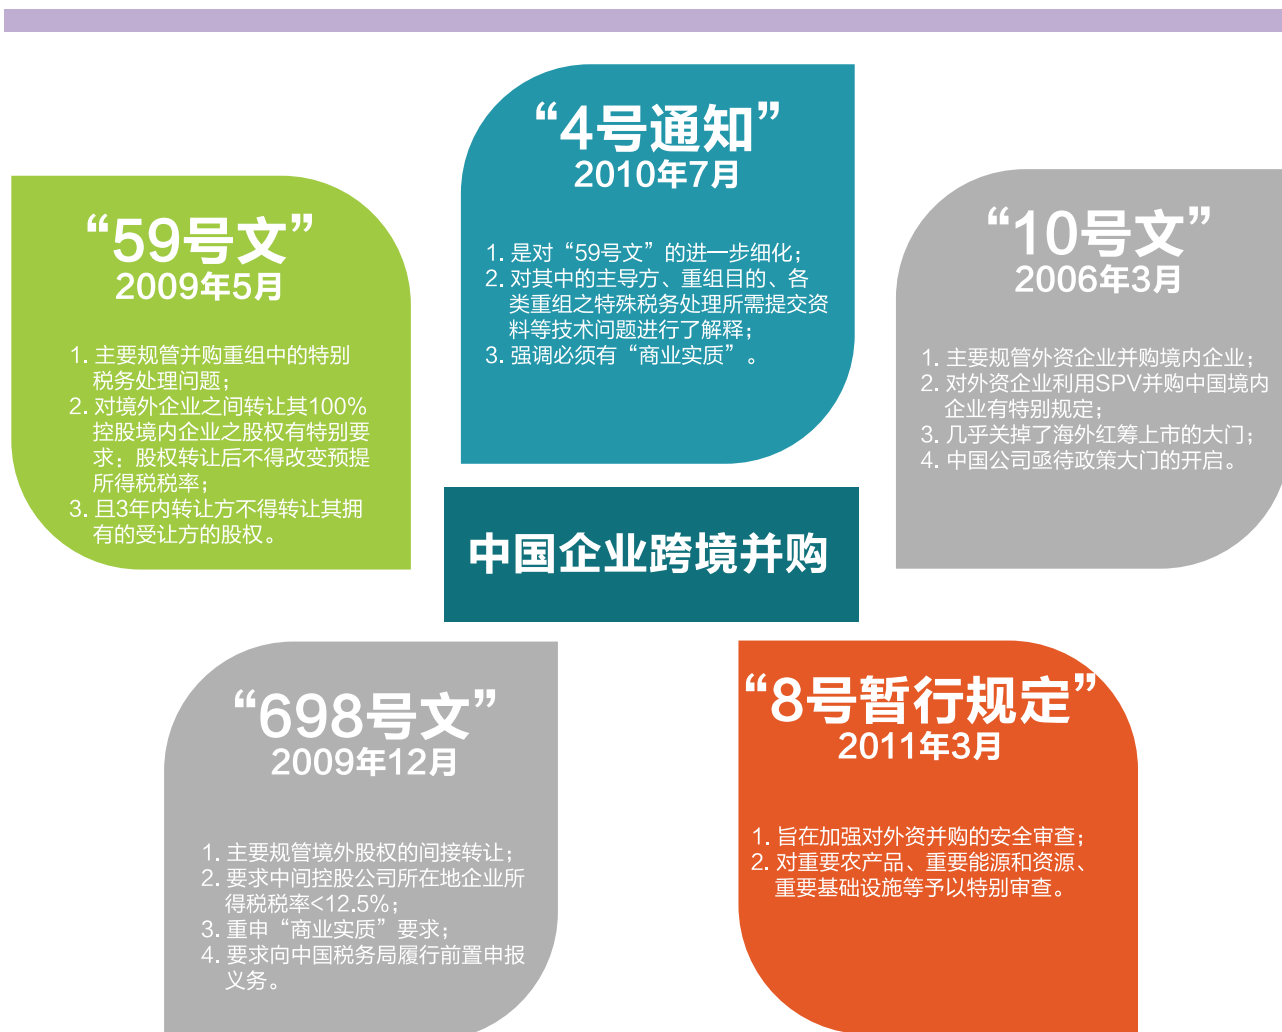 “4号通知”
2010年7月
1. 是对“59号文”的进一步细化；
2. 对其中的主导方、重组目的、各
类重组之特殊税务处理所需提交资
料等技术问题进行了解释；
3. 强调必须有“商业实质”。
“59号文”
2009年5月
1. 主要规管并购重组中的特别
税务处理问题；
2. 对境外企业之间转让其100%
控股境内企业之股权有特别要
求：股权转让后不得改变预提
所得税税率；
3. 且3年内转让方不得转让其拥
有的受让方的股权。
“10号文”
2006年3月
1. 主要规管外资企业并购境内企业；
2. 对外资企业利用SPV并购中国境内
企业有特别规定；
3. 几乎关掉了海外红筹上市的大门；
4. 中国公司亟待政策大门的开启。
中国企业跨境并购
“698号文”
2009年12月
1. 主要规管境外股权的间接转让；
2. 要求中间控股公司所在地企业所
得税税率<12.5%；
3. 重申“商业实质”要求；
4. 要求向中国税务局履行前置申报
义务。
“8号暂行规定”
2011年3月
1. 旨在加强对外资并购的安全审查；
2. 对重要农产品、重要能源和资源、
重要基础设施等予以特别审查。